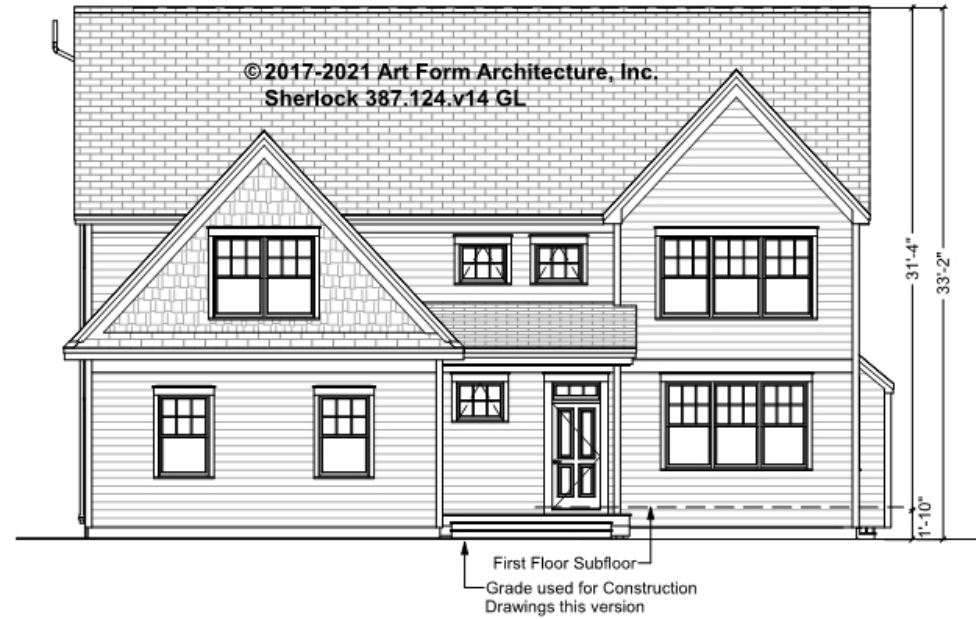 ©2017-2021 Art Form Architecture, Inc.
Sherlock 387.124.v14 GL
31'-4"
33'-2"
1'-10"
First Floor Subfloor
Grade used for Construction
Drawings this version